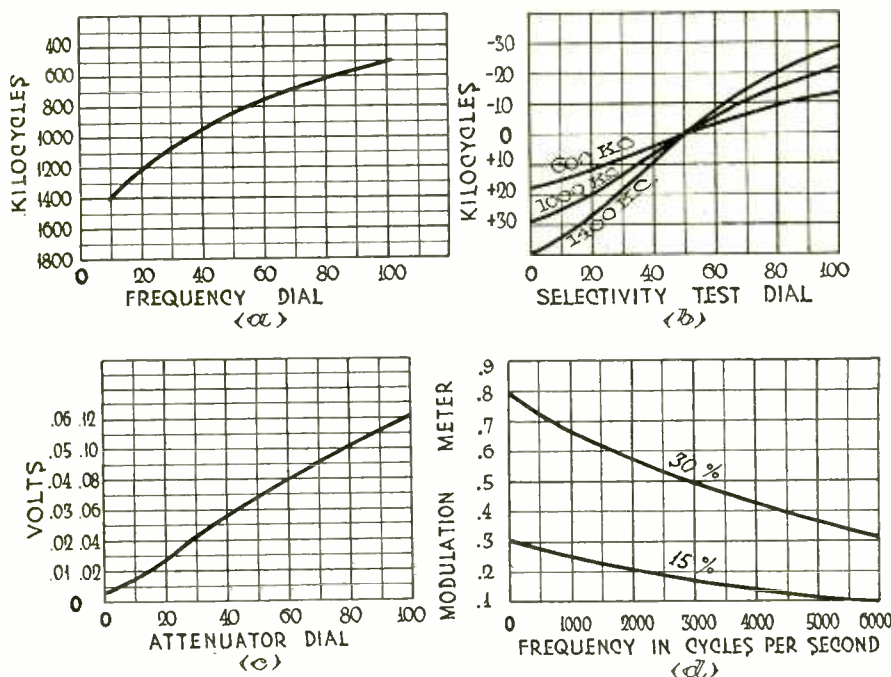 KILOCYCLES
400
600
800
1000
1200
1400
1600
1800
0 20 40 60 80 100
FREQUENCY DIAL
(a)
KILOCYCLES
-30
-20
-10
0
+10
+20
+30
600 KC
1000 KC
1400 K.C.
0 20 40 60 80 100
SELECTIVITY TEST DIAL
(b)
VOLTS
.06 .12
.05 .10
.04 .08
.03 .06
.02 .04
.01 .02
0
0 20 40 60 80 100
ATTENUATOR DIAL
(c)
MODULATION METER
.9
.8
.7
.6
.5
.4
.3
.2
.1
30 %
15 %
0 1000 2000 3000 4000 5000 6000
FREQUENCY IN CYCLES PER SECOND
(d)